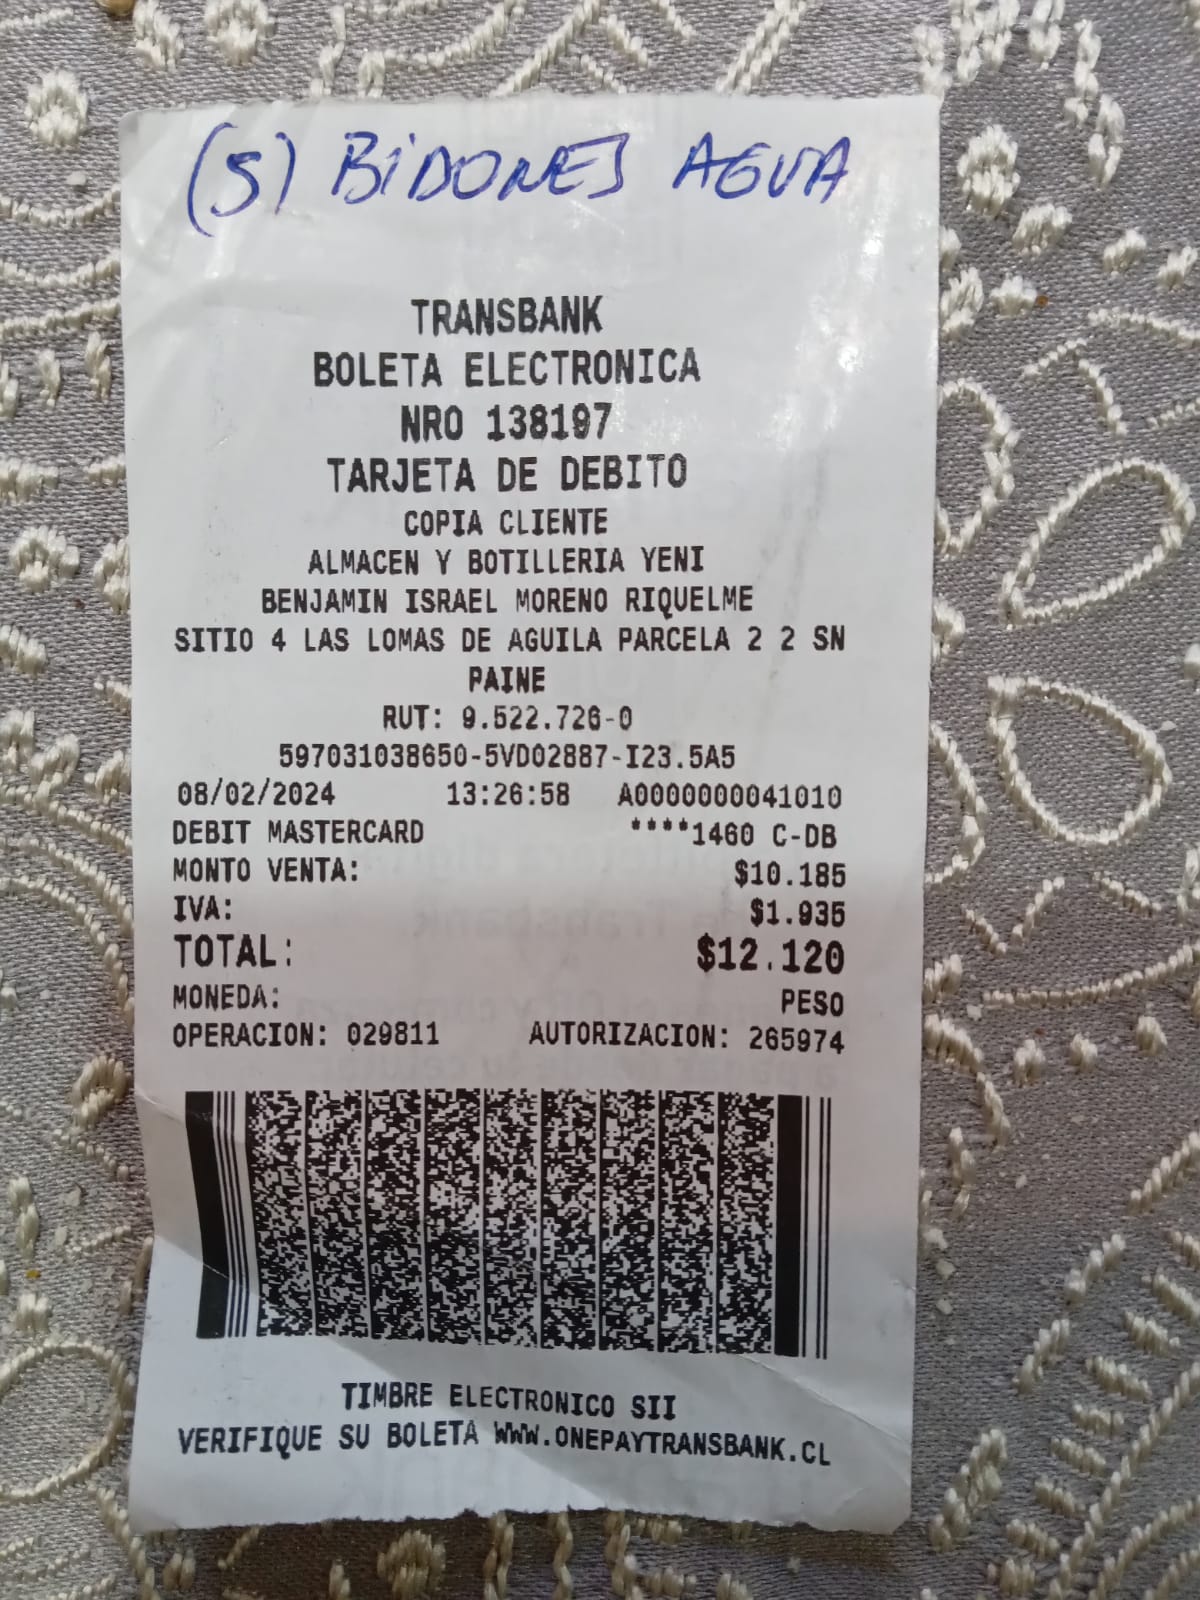 (5) BIDONES AGUA
TRANSBANK
BOLETA ELECTRONICA
NRO 138197
TARJETA DE DEBITO
COPIA CLIENTE
ALMACEN Y BOTILLERIA YENI
BENJAMIN ISRAEL MORENO RIQUELME
SITIO 4 LAS LOMAS DE AGUILA PARCELA 2 2 SN
PAINE
RUT: 9.522.726-0
597031038650-5VD02887-I23.5A5
08/02/2024 13:26:58 A0000000041010
DEBIT MASTERCARD ****1460 C-DB
MONTO VENTA: $10.185
IVA: $1.935
TOTAL: $12.120
MONEDA: PESO
OPERACION: 029811 AUTORIZACION: 265974
TIMBRE ELECTRONICO SII
VERIFIQUE SU BOLETA WWW.ONEPAYTRANSBANK.CL